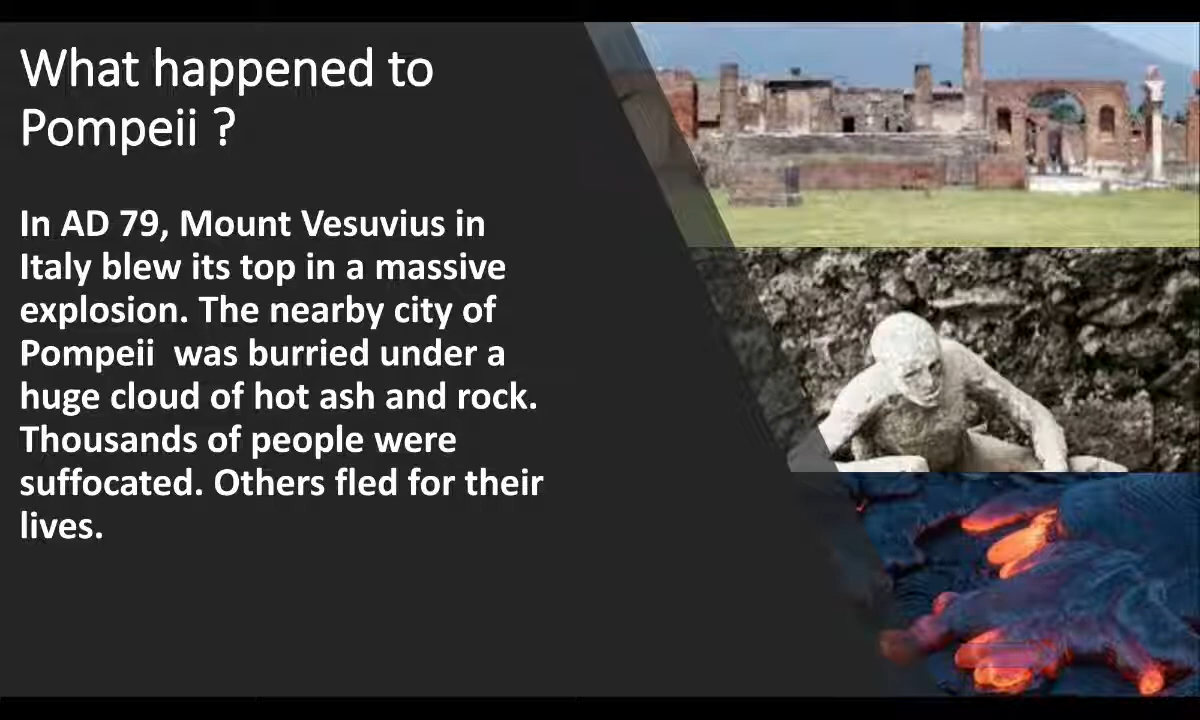 What happened to
Pompeii ?
In AD 79, Mount Vesuvius in
Italy blew its top in a massive
explosion. The nearby city of
Pompeii  was burried under a
huge cloud of hot ash and rock.
Thousands of people were
suffocated. Others fled for their
lives.